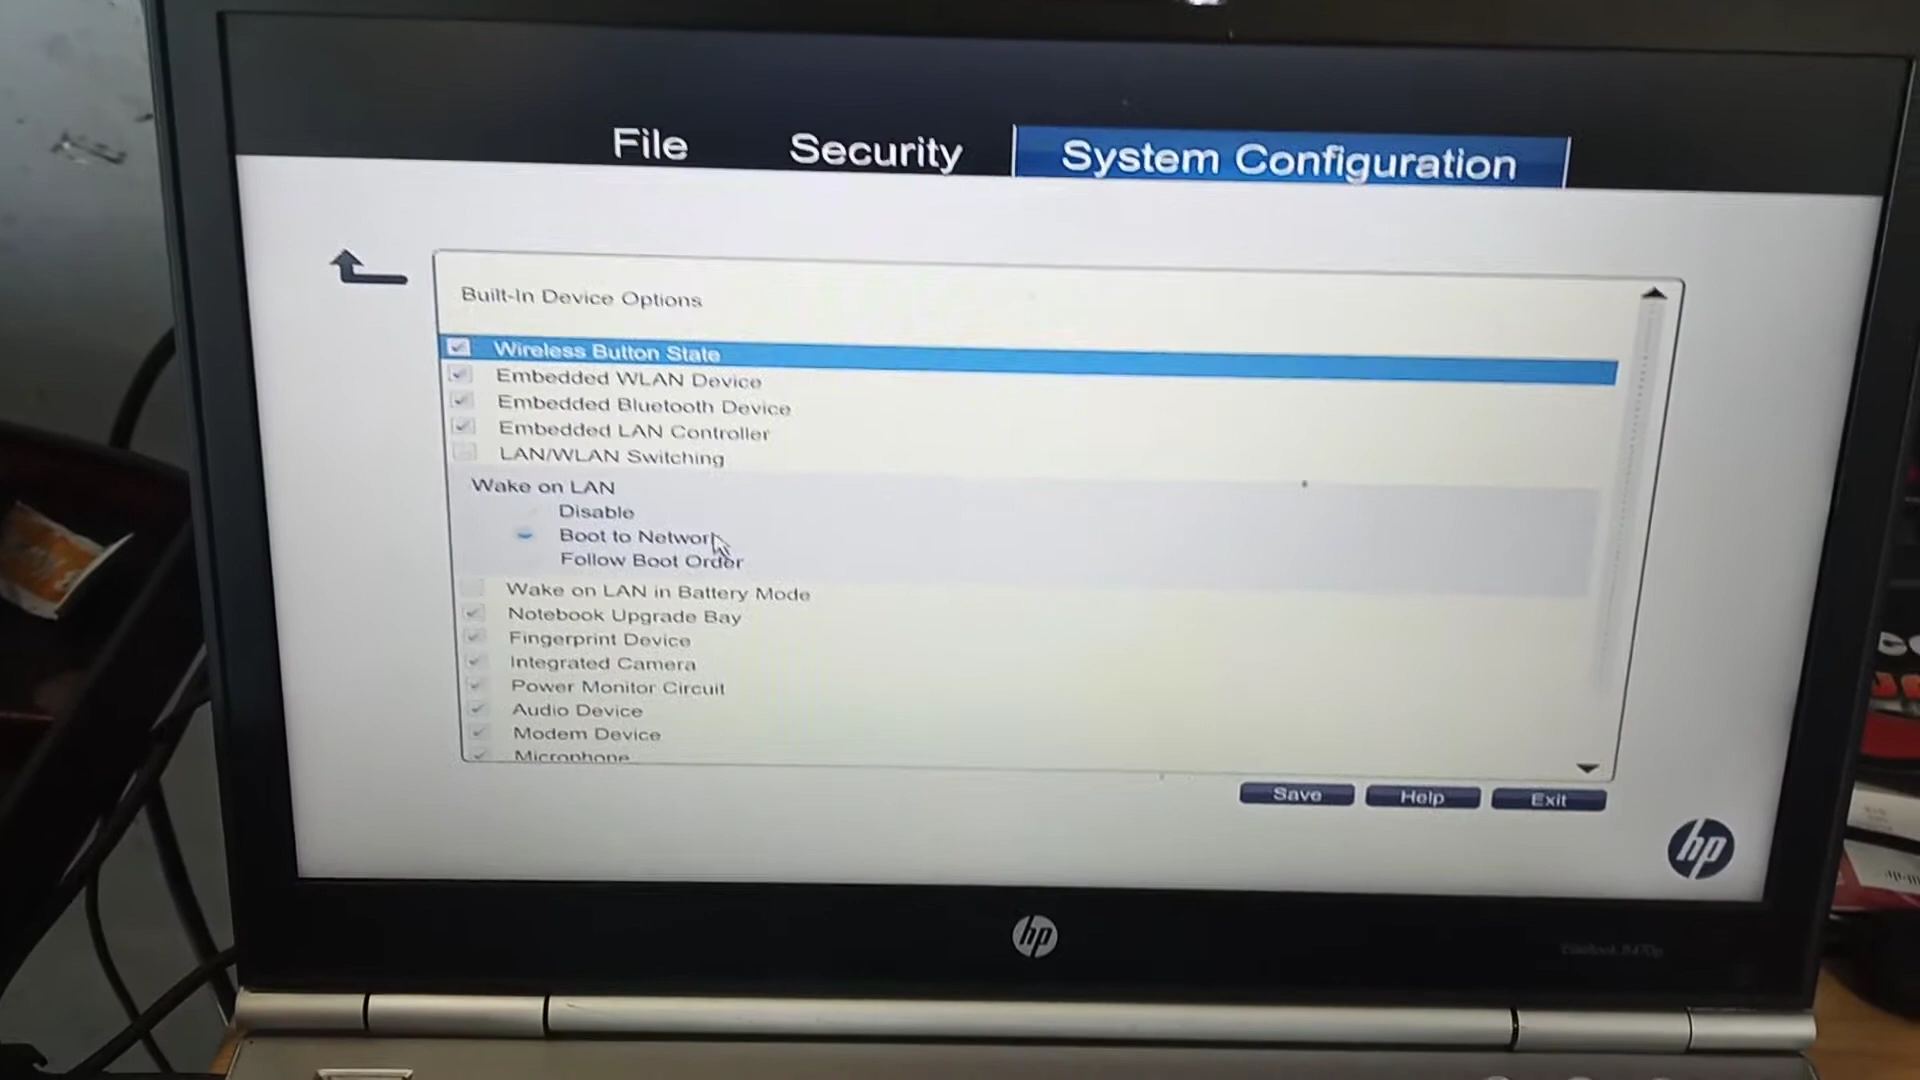 File Security System Configuration
Built-In Device Options
Wireless Button State
Embedded WLAN Device
Embedded Bluetooth Device
Embedded LAN Controller
LAN/WLAN Switching
Wake on LAN
Disable
Boot to Network
Follow Boot Order
Wake on LAN in Battery Mode
Notebook Upgrade Bay
Fingerprint Device
Integrated Camera
Power Monitor Circuit
Audio Device
Modem Device
Microphone
Save Help Exit
hp
hp
EliteBook 8470p